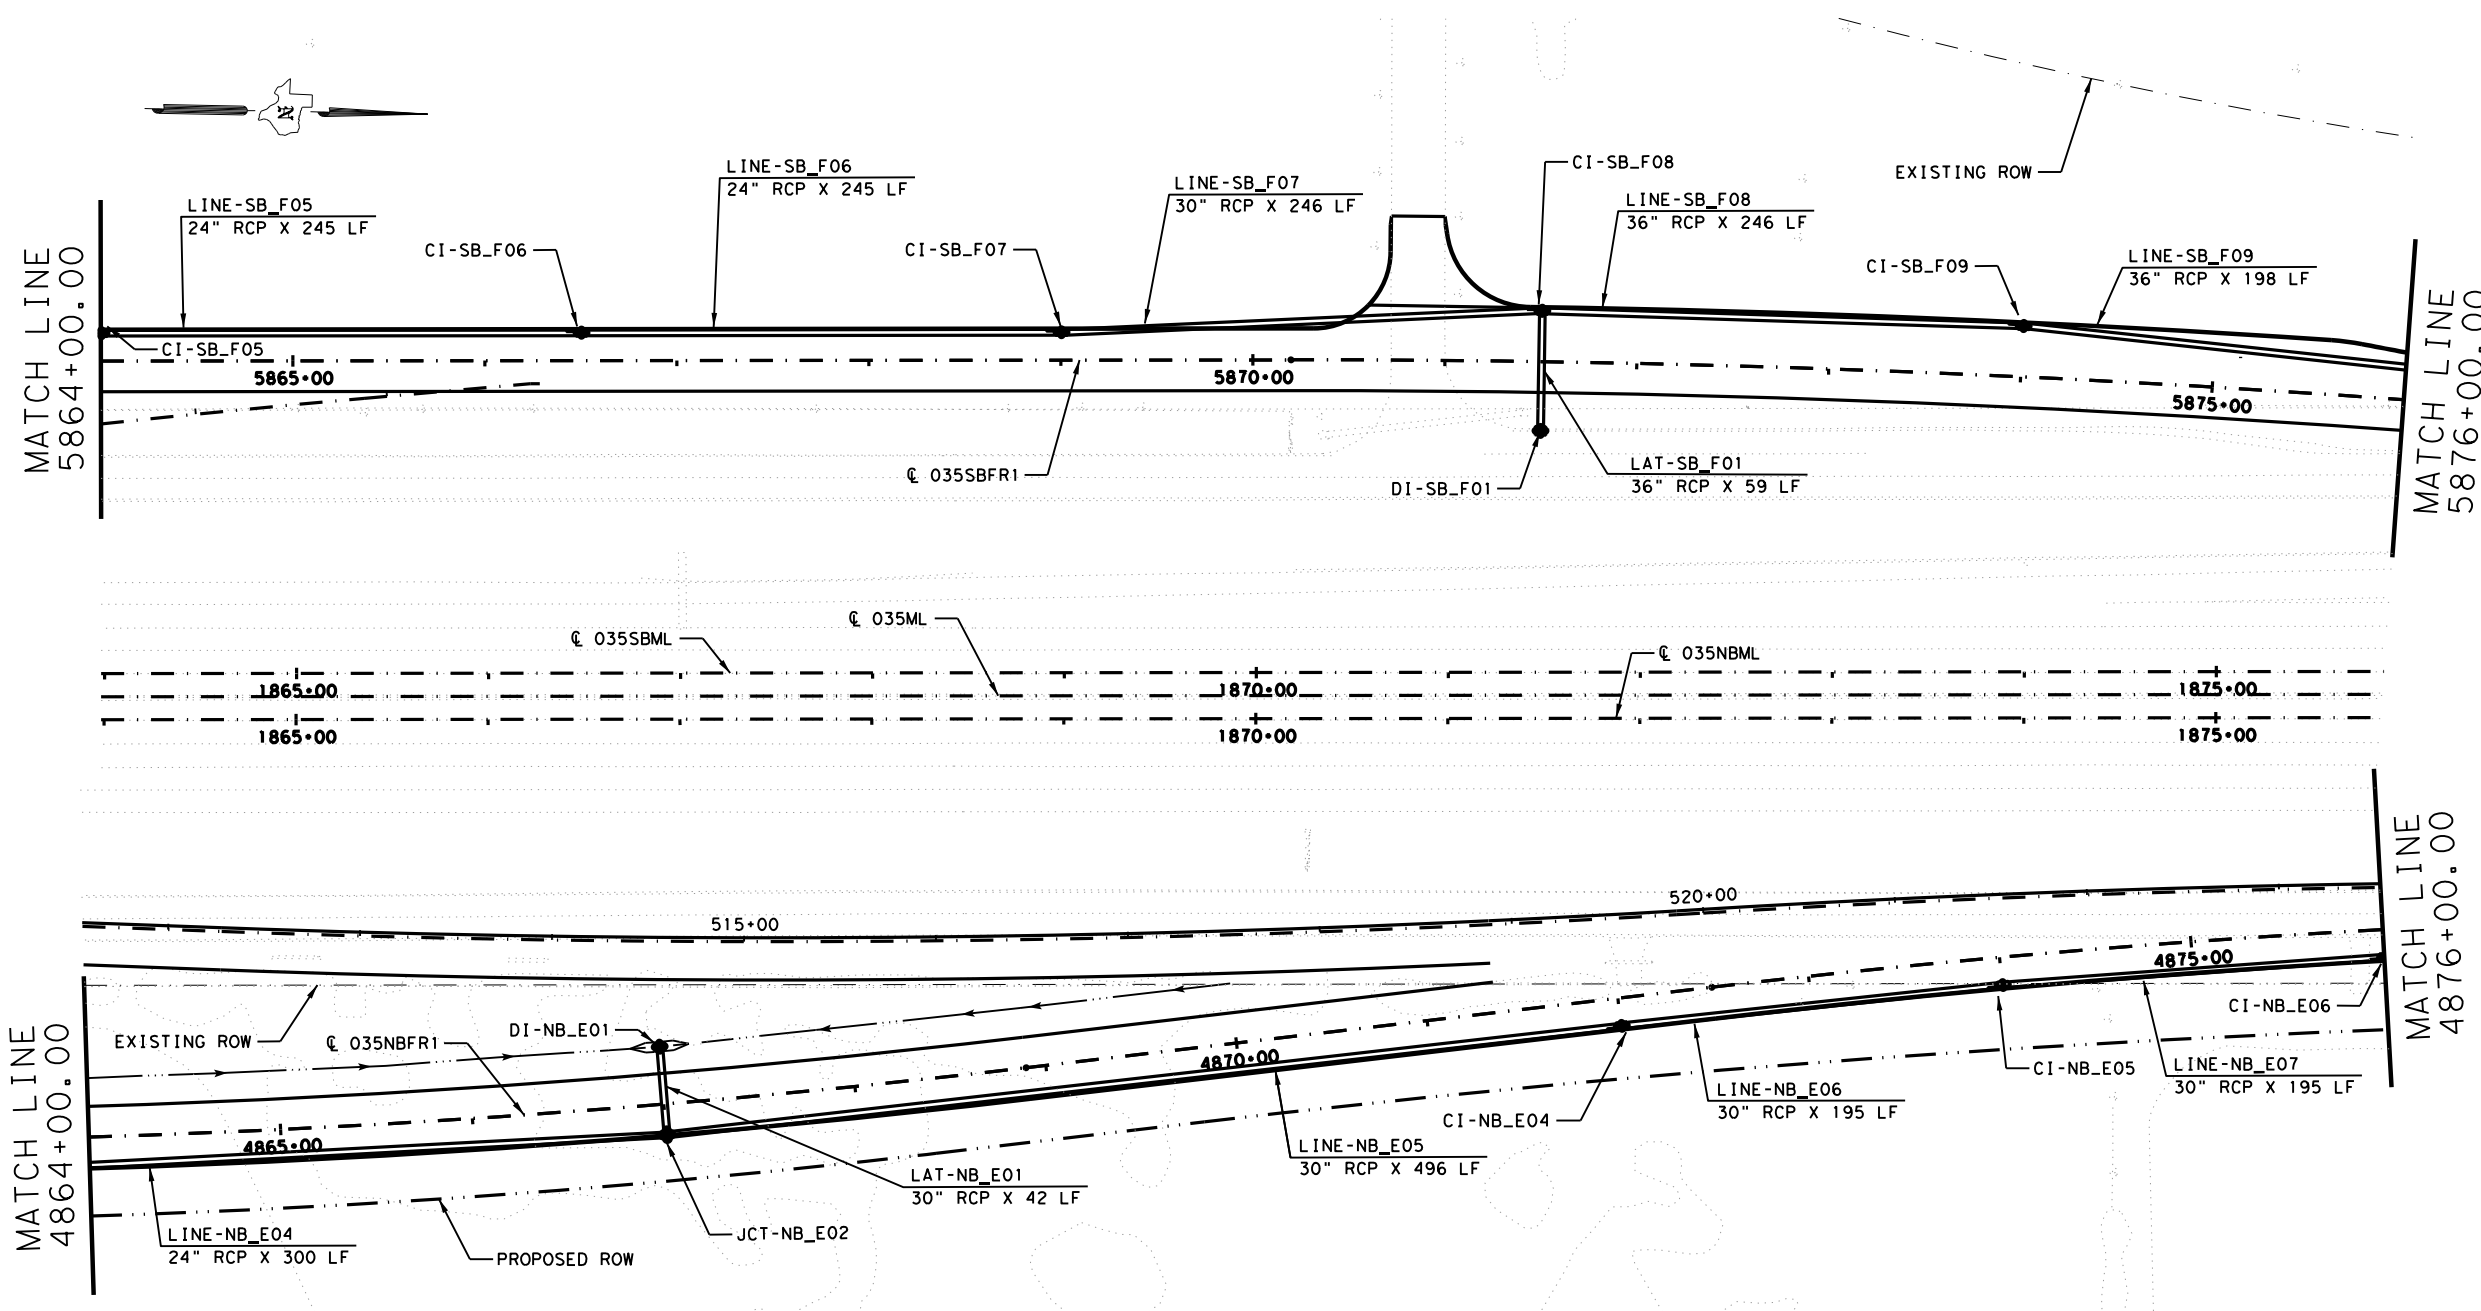 N
LINE-SB_F05
24" RCP X 245 LF
CI-SB_F06
LINE-SB_F06
24" RCP X 245 LF
CI-SB_F07
LINE-SB_F07
30" RCP X 246 LF
CI-SB_F08
LINE-SB_F08
36" RCP X 246 LF
EXISTING ROW
CI-SB_F09
LINE-SB_F09
36" RCP X 198 LF
MATCH LINE
5864+00.00
CI-SB_F05
5865+00
5870+00
5875+00
MATCH LINE
5876+00.00
℄ 035SBFR1
DI-SB_F01
LAT-SB_F01
36" RCP X 59 LF
℄ 035SBML
℄ 035ML
℄ 035NBML
1865+00
1870+00
1875+00
1865+00
1870+00
1875+00
515+00
520+00
MATCH LINE
4864+00.00
EXISTING ROW
℄ 035NBFR1
DI-NB_E01
4865+00
4870+00
4875+00
MATCH LINE
4876+00.00
CI-NB_E06
CI-NB_E05
LINE-NB_E07
30" RCP X 195 LF
LINE-NB_E06
30" RCP X 195 LF
CI-NB_E04
LINE-NB_E05
30" RCP X 496 LF
LAT-NB_E01
30" RCP X 42 LF
JCT-NB_E02
LINE-NB_E04
24" RCP X 300 LF
PROPOSED ROW